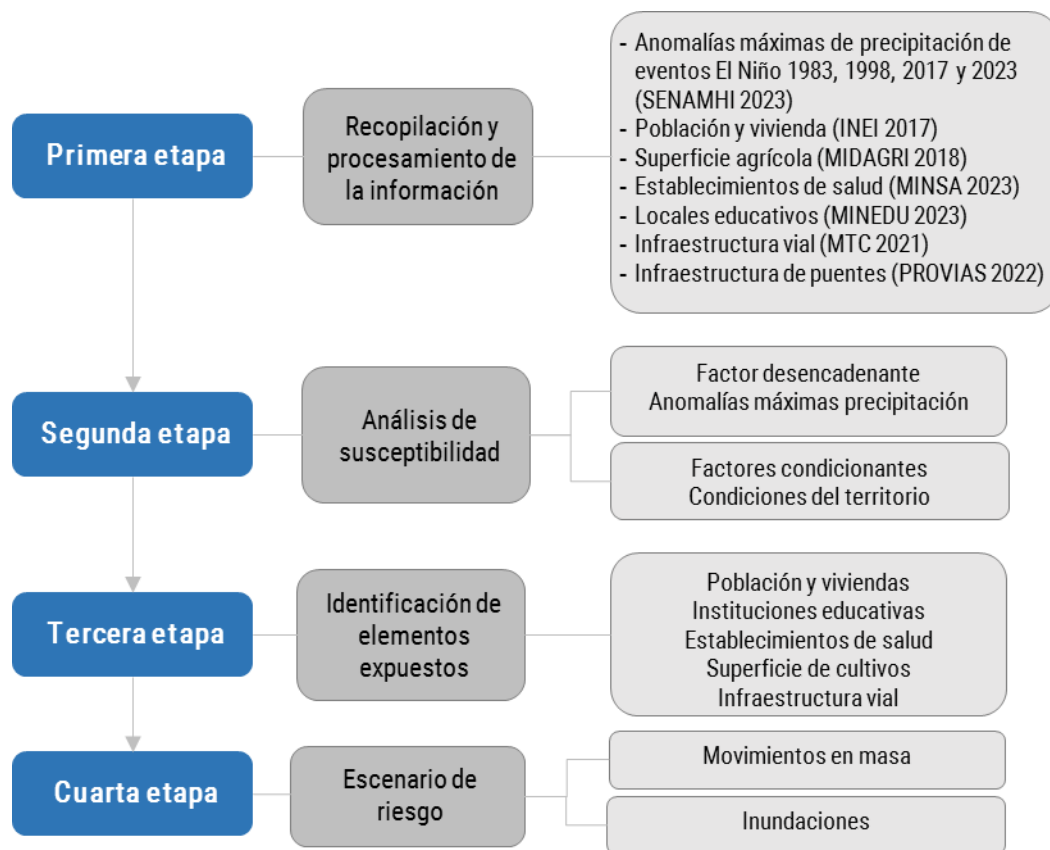 Primera etapa
Recopilación y
procesamiento de
la información
- Anomalías máximas de precipitación de
eventos El Niño 1983, 1998, 2017 y 2023
(SENAMHI 2023)
- Población y vivienda (INEI 2017)
- Superficie agrícola (MIDAGRI 2018)
- Establecimientos de salud (MINSA 2023)
- Locales educativos (MINEDU 2023)
- Infraestructura vial (MTC 2021)
- Infraestructura de puentes (PROVIAS 2022)
Segunda etapa
Análisis de
susceptibilidad
Factor desencadenante
Anomalías máximas precipitación
Factores condicionantes
Condiciones del territorio
Tercera etapa
Identificación de
elementos
expuestos
Población y viviendas
Instituciones educativas
Establecimientos de salud
Superficie de cultivos
Infraestructura vial
Cuarta etapa
Escenario de
riesgo
Movimientos en masa
Inundaciones